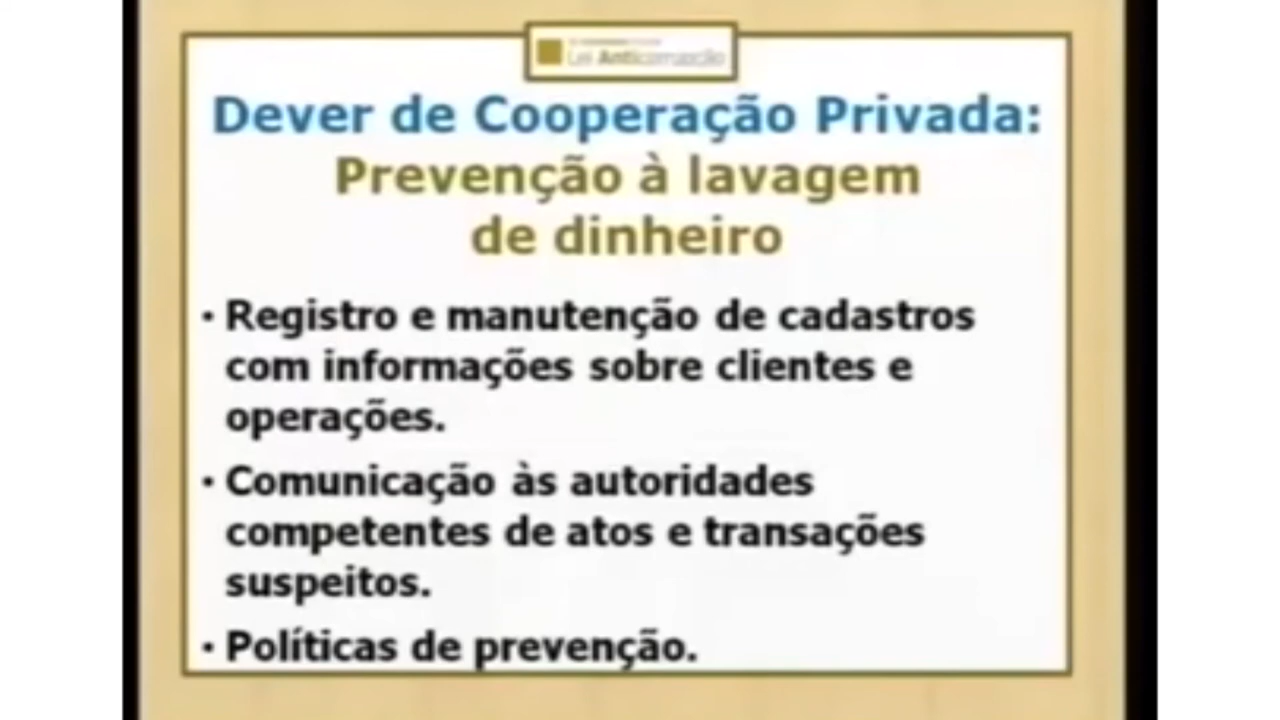 Lei Anticorrupção
Dever de Cooperação Privada:
Prevenção à lavagem
de dinheiro
• Registro e manutenção de cadastros
com informações sobre clientes e
operações.
• Comunicação às autoridades
competentes de atos e transações
suspeitos.
• Políticas de prevenção.